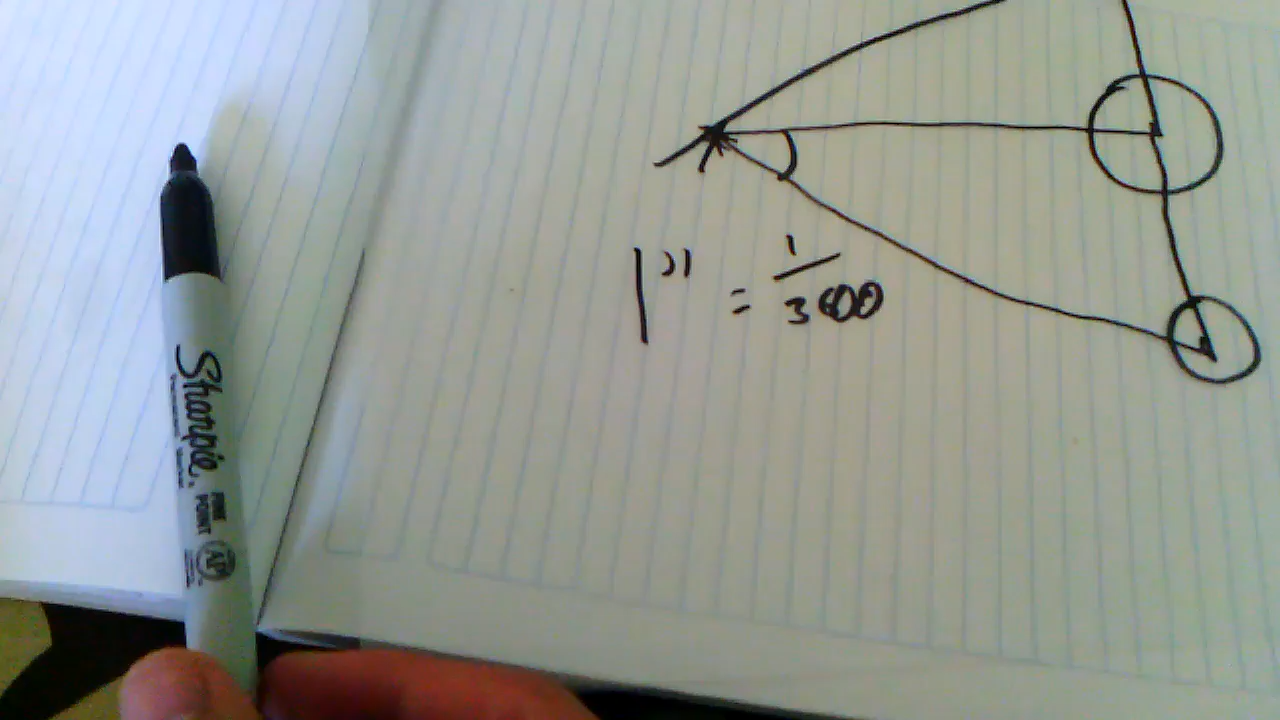 1" = 1/3600
Sharpie.
FINE
POINT
AP